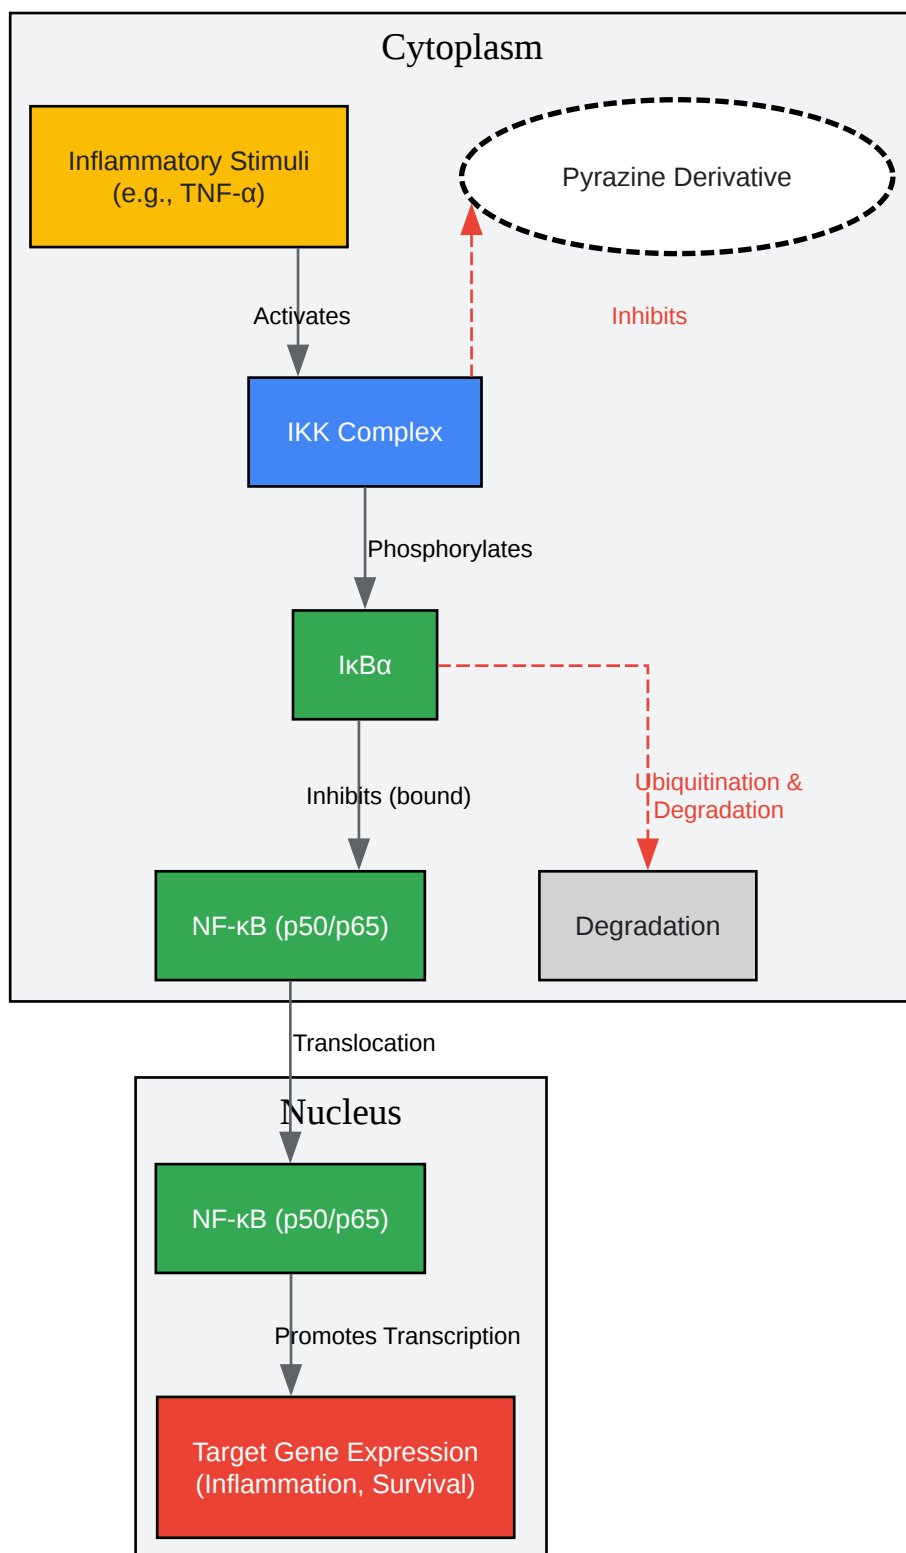 Cytoplasm
Inflammatory Stimuli
(e.g., TNF-α)
Pyrazine Derivative
Activates
Inhibits
IKK Complex
Phosphorylates
IκBα
Inhibits (bound)
Ubiquitination &
Degradation
NF-κB (p50/p65)
Degradation
Translocation
Nucleus
NF-κB (p50/p65)
Promotes Transcription
Target Gene Expression
(Inflammation, Survival)